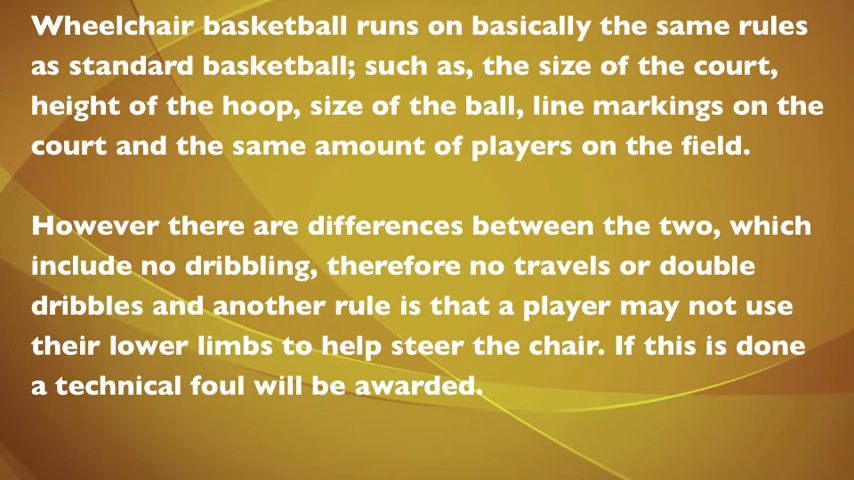 Wheelchair basketball runs on basically the same rules
as standard basketball; such as, the size of the court,
height of the hoop, size of the ball, line markings on the
court and the same amount of players on the field.
However there are differences between the two, which
include no dribbling, therefore no travels or double
dribbles and another rule is that a player may not use
their lower limbs to help steer the chair. If this is done
a technical foul will be awarded.